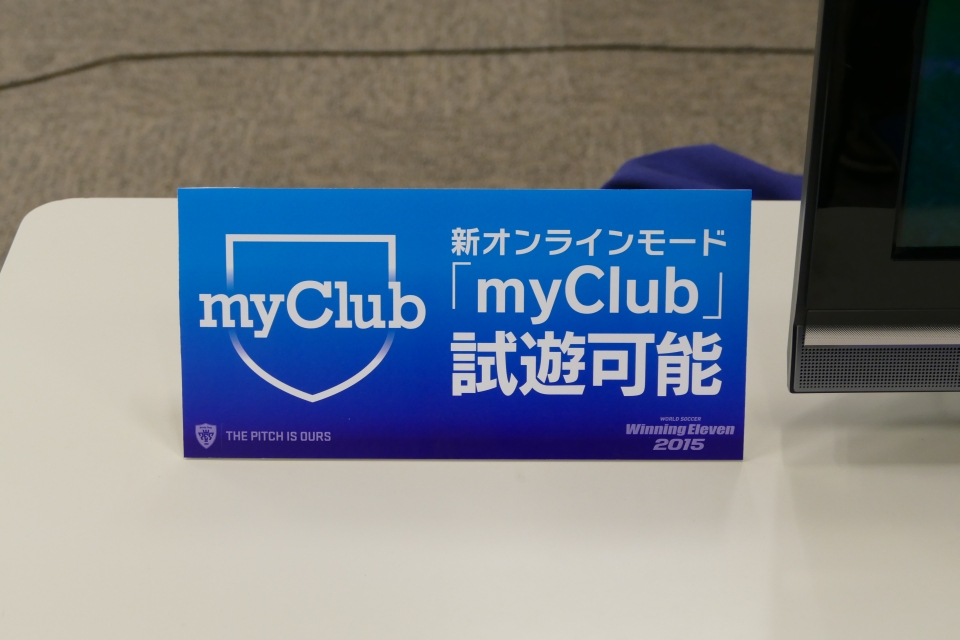 myClub
新オンラインモード
「myClub」
試遊可能
THE PITCH IS OURS
WORLD SOCCER
Winning Eleven
2015